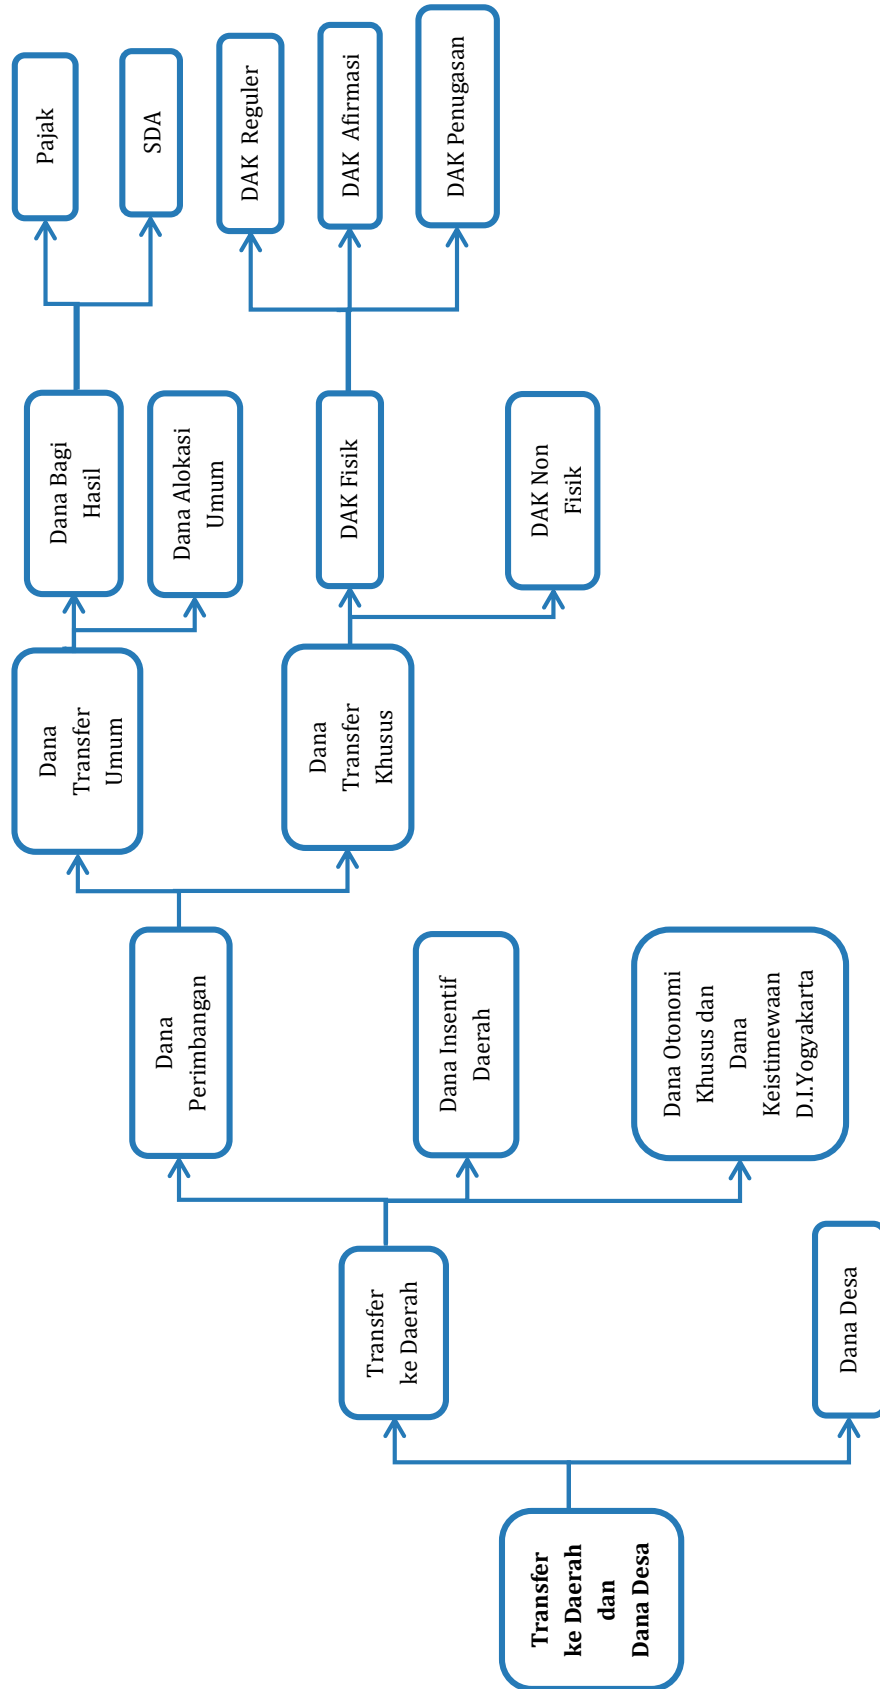 Transfer
ke Daerah
dan
Dana Desa
Transfer
ke Daerah
Dana Desa
Dana
Perimbangan
Dana Insentif
Daerah
Dana Otonomi
Khusus dan
Dana
Keistimewaan
D.I.Yogyakarta
Dana
Transfer
Umum
Dana
Transfer
Khusus
Dana Bagi
Hasil
Dana Alokasi
Umum
DAK Fisik
DAK Non
Fisik
Pajak
SDA
DAK Reguler
DAK Afirmasi
DAK Penugasan